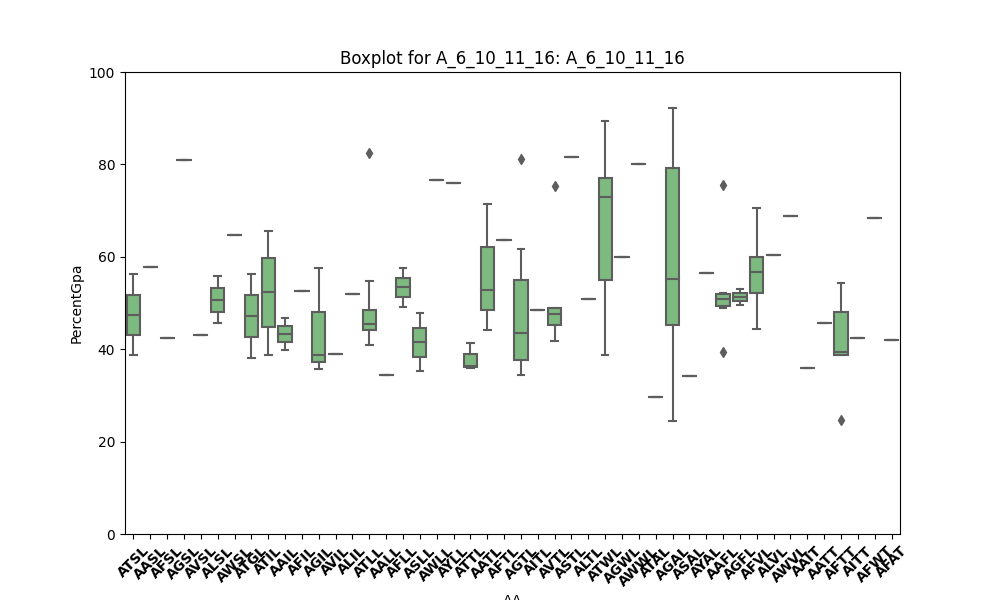 Boxplot for A_6_10_11_16: A_6_10_11_16
PercentGpa
100
80
60
40
20
0
ATSL
AASL
AFSL
AGSL
AVSL
ALSL
AWSL
ATGL
ATIL
AAIL
AFIL
AGIL
AVIL
ALIL
ATLL
AALL
AFLL
ASLL
AWLL
AYLL
ATTL
AATL
AFTL
AGTL
AITL
AVTL
ASTL
ALTL
ATWL
AGWL
AWWL
ATAL
AGAL
ASAL
AYAL
AAFL
AGFL
AFVL
ALVL
AWVL
AAIT
AATT
AFTT
AITT
AFWT
AFAT